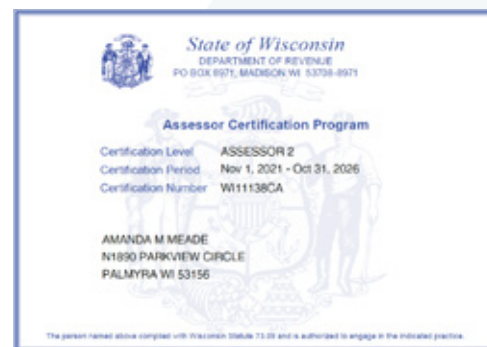 State of Wisconsin
DEPARTMENT OF REVENUE
PO BOX 8971, MADISON WI 53708-8971
Assessor Certification Program
Certification Level ASSESSOR 2
Certification Period Nov 1, 2021 - Oct 31, 2026
Certification Number WI11138CA
AMANDA M MEADE
N1890 PARKVIEW CIRCLE
PALMYRA WI 53156
The person named above complied with Wisconsin Statute 73.09 and is authorized to engage in the indicated practice.